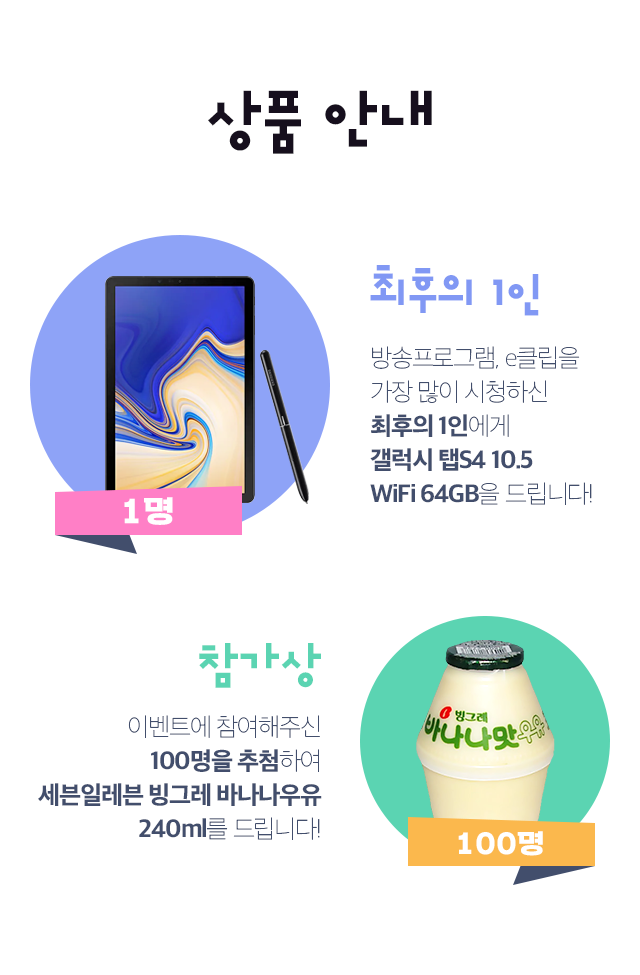 상품 안내
최후의 1인
방송프로그램, e클립을
가장 많이 시청하신
최후의 1인에게
갤럭시 탭S4 10.5
WiFi 64GB을 드립니다!
1명
참가상
이벤트에 참여해주신
100명을 추첨하여
세븐일레븐 빙그레 바나나우유
240ml를 드립니다!
빙그레
바나나맛우유
100명